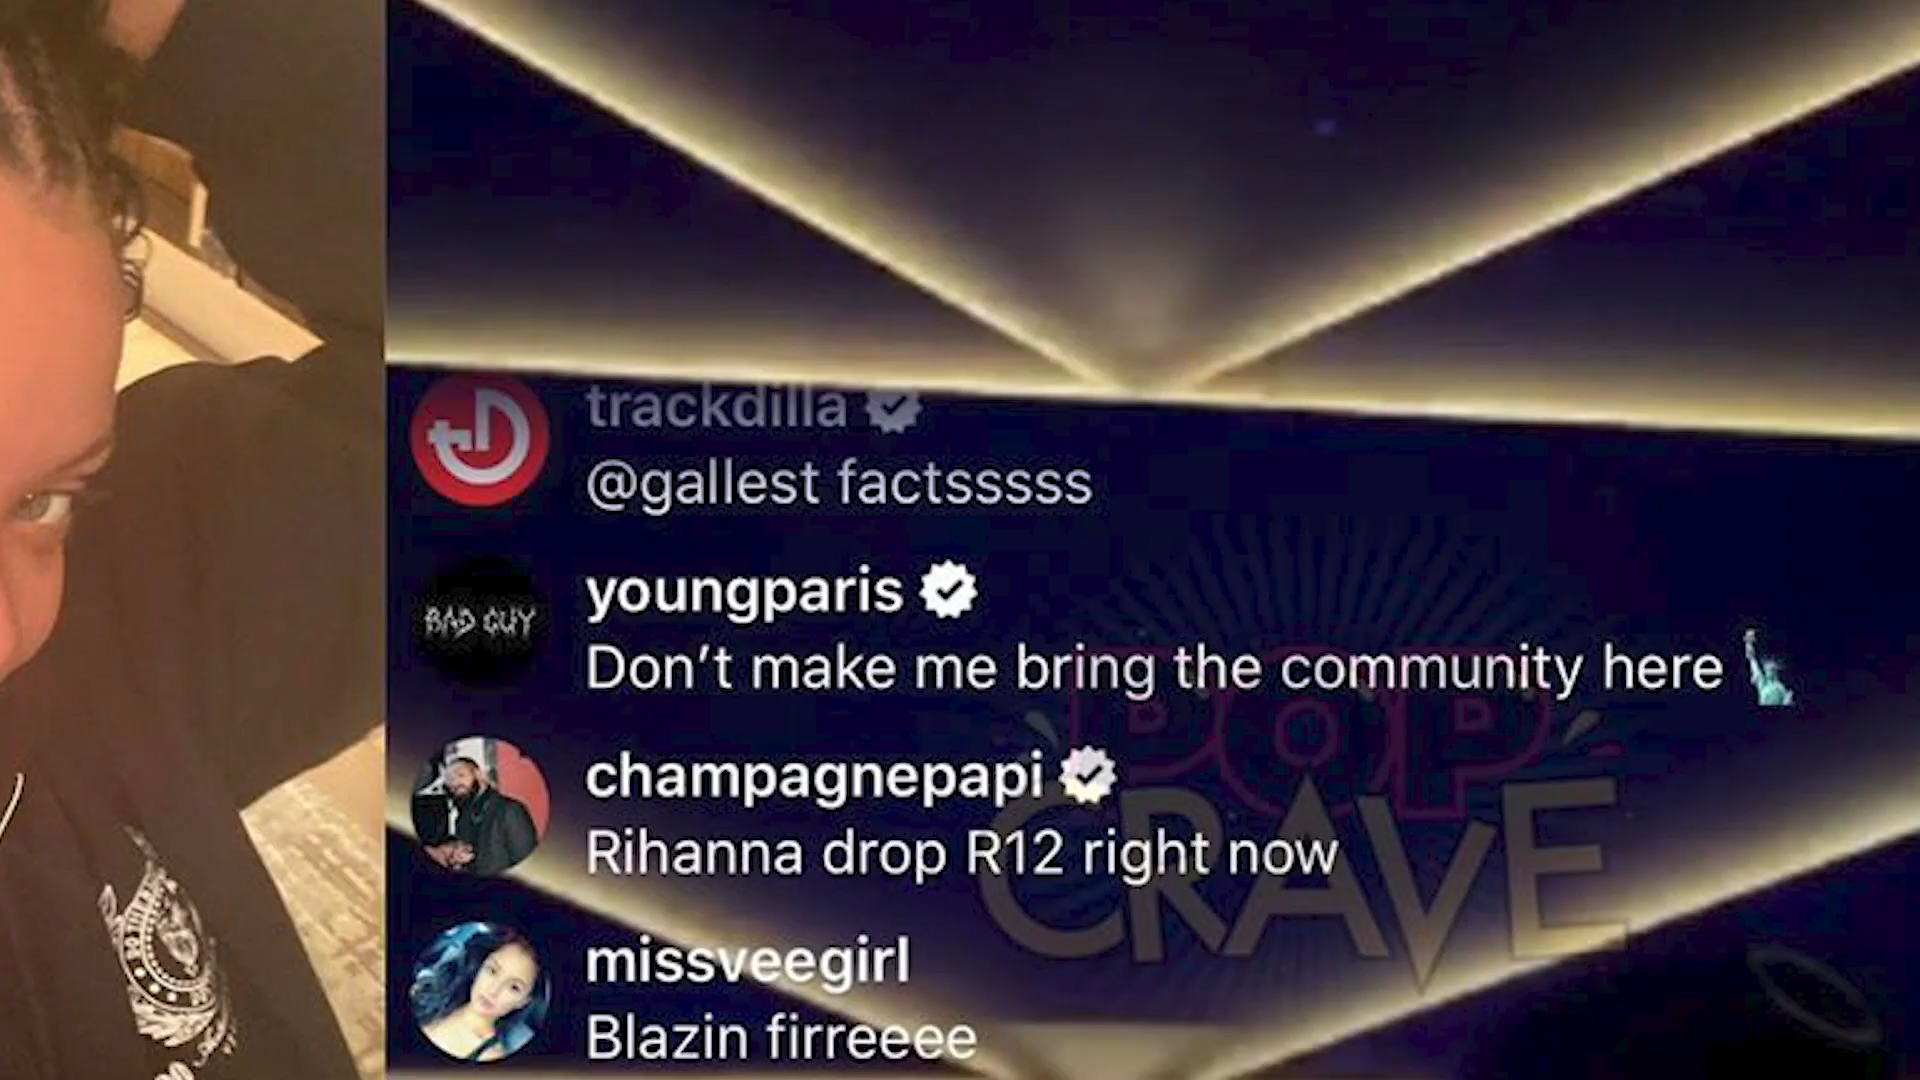 trackdilla
@gallest factsssss
BAD GUY
youngparis
Don't make me bring the community here
champagnepapi
Rihanna drop R12 right now
missveegirl
Blazin firreeee
POP
CRAVE